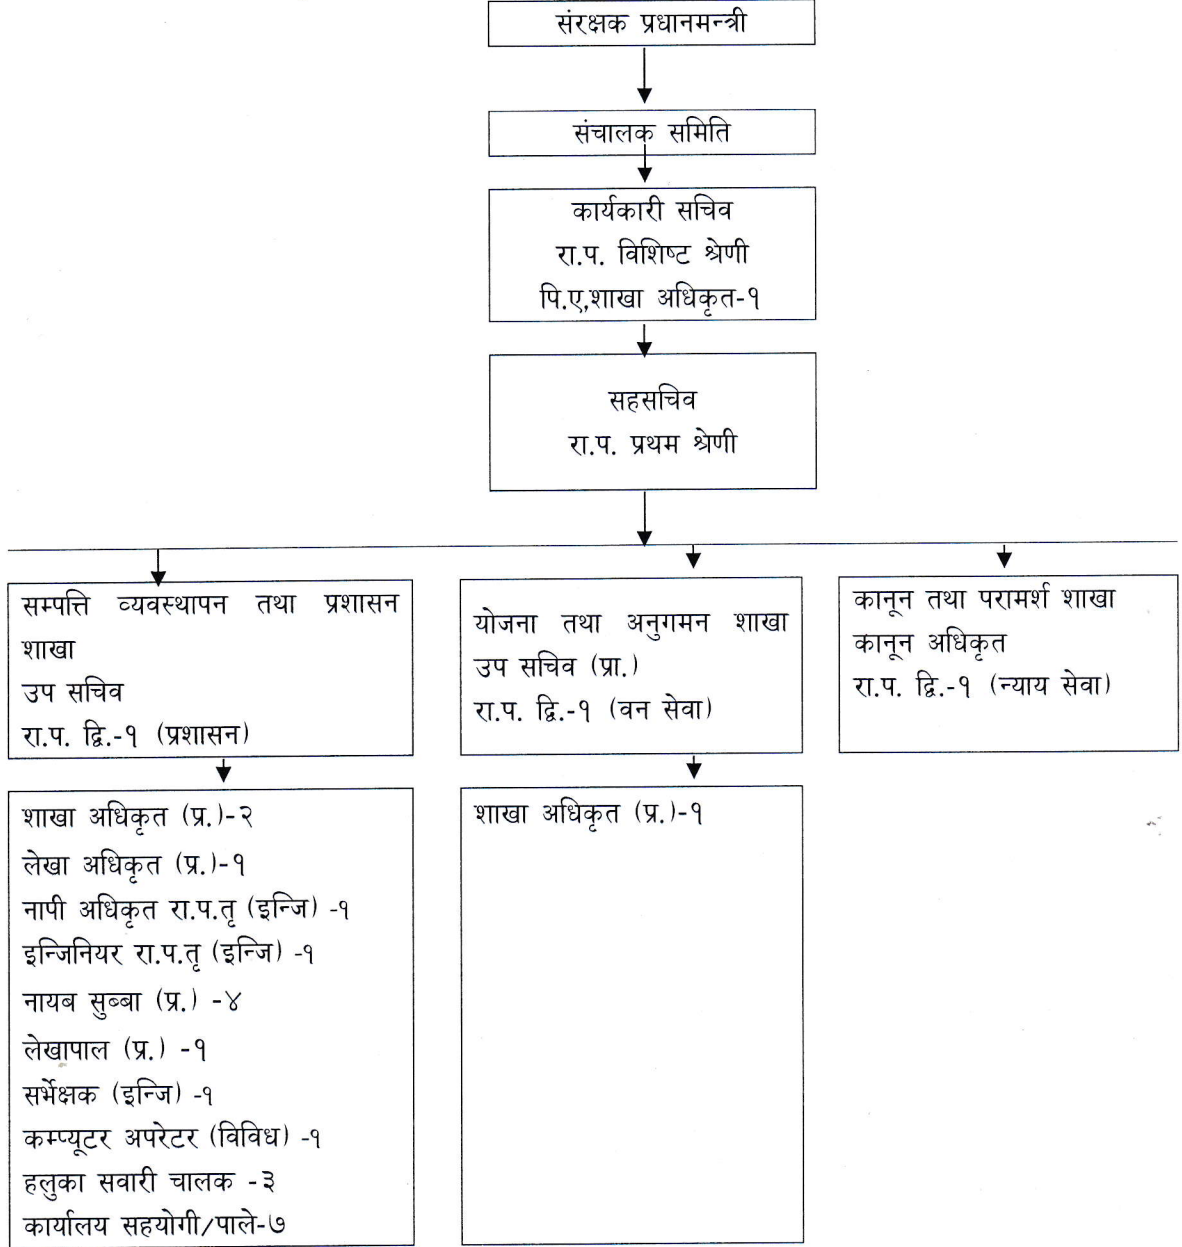 संरक्षक प्रधानमन्त्री
संचालक समिति
कार्यकारी सचिव
रा.प. विशिष्ट श्रेणी
पि.ए,शाखा अधिकृत-१
सहसचिव
रा.प. प्रथम श्रेणी
सम्पत्ति व्यवस्थापन तथा प्रशासन
शाखा
उप सचिव
रा.प. द्वि.-१ (प्रशासन)
योजना तथा अनुगमन शाखा
उप सचिव (प्रा.)
रा.प. द्वि.-१ (वन सेवा)
कानून तथा परामर्श शाखा
कानून अधिकृत
रा.प. द्वि.-१ (न्याय सेवा)
शाखा अधिकृत (प्र.)-२
लेखा अधिकृत (प्र.)-१
नापी अधिकृत रा.प.तृ (इन्जि) -१
इन्जिनियर रा.प.तृ (इन्जि) -१
नायब सुब्बा (प्र.) -४
लेखापाल (प्र.) -१
सर्भेक्षक (इन्जि) -१
कम्प्यूटर अपरेटर (विविध) -१
हलुका सवारी चालक -३
कार्यालय सहयोगी/पाले-७
शाखा अधिकृत (प्र.)-१